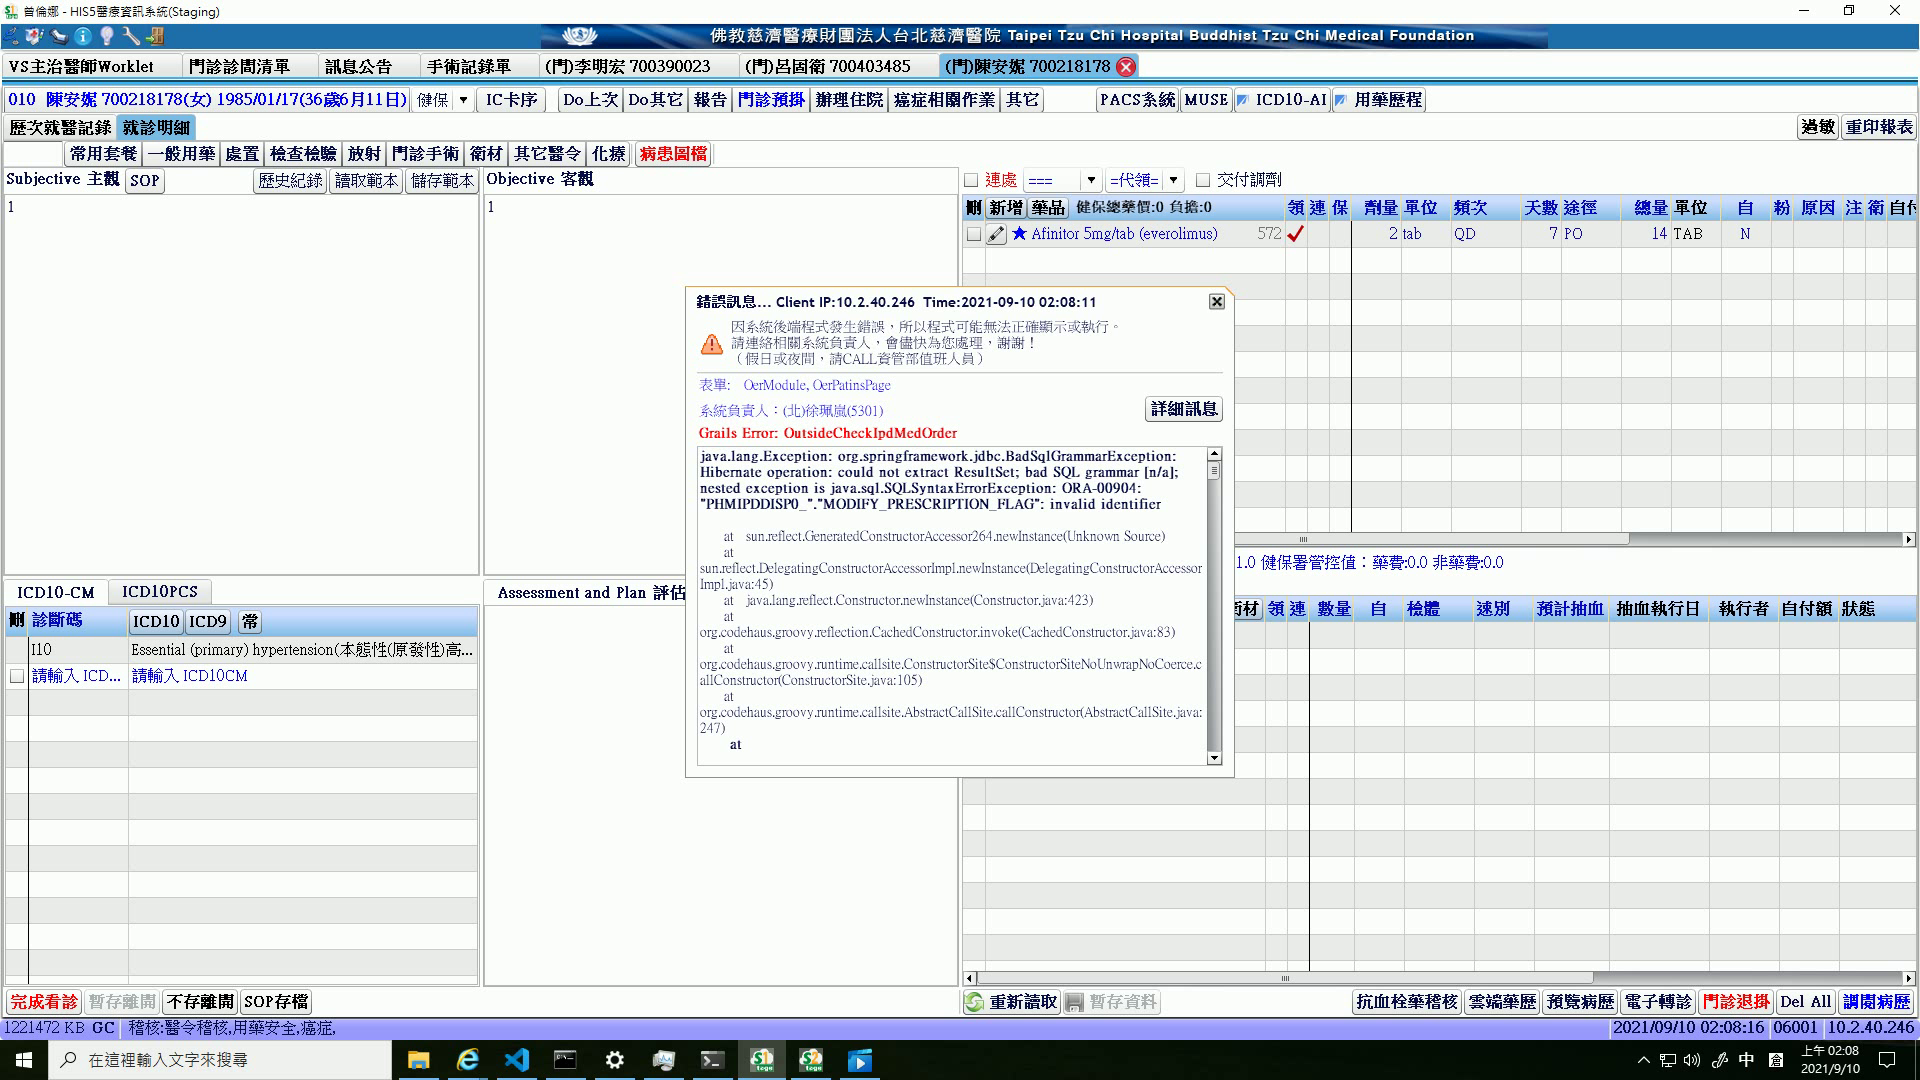 曾倫娜 - HIS5醫療資訊系統(Staging)
佛教慈濟醫療財團法人台北慈濟醫院 Taipei Tzu Chi Hospital Buddhist Tzu Chi Medical Foundation
VS主治醫師Worklet 門診診間清單 訊息公告 手術記錄單 (門)李明宏 700390023 (門)呂固衛 700403485 (門)陳安妮 700218178
010 陳安妮 700218178(女) 1985/01/17(36歲6月11日) 健保 IC卡序 Do上次 Do其它 報告 門診預掛 辦理住院 癌症相關作業 其它 PACS系統 MUSE ICD10-AI 用藥歷程
歷次就醫記錄 就診明細 過敏 重印報表
常用套餐 一般用藥 處置 檢查檢驗 放射 門診手術 衛材 其它醫令 化療 病患圖檔
Subjective 主觀 SOP 歷史紀錄 讀取範本 儲存範本 Objective 客觀 連處 === =代領= 交付調劑
1 1 刪 新增 藥品 健保總藥價:0 負擔:0 領 連 保 劑量 單位 頻次 天數 途徑 總量 單位 自 粉 原因 注 衛 自付
★ Afinitor 5mg/tab (everolimus) 572 2 tab QD 7 PO 14 TAB N
錯誤訊息... Client IP:10.2.40.246 Time:2021-09-10 02:08:11
因系統後端程式發生錯誤，所以程式可能無法正確顯示或執行。
請連絡相關系統負責人，會儘快為您處理，謝謝！
（假日或夜間，請CALL資管部值班人員）
表單: OerModule, OerPatinsPage
系統負責人：(北)徐珮嵐(5301) 詳細訊息
Grails Error: OutsideCheckIpdMedOrder
java.lang.Exception: org.springframework.jdbc.BadSqlGrammarException:
Hibernate operation: could not extract ResultSet; bad SQL grammar [n/a];
nested exception is java.sql.SQLSyntaxErrorException: ORA-00904:
"PHMIPDDISP0_"."MODIFY_PRESCRIPTION_FLAG": invalid identifier
at sun.reflect.GeneratedConstructorAccessor264.newInstance(Unknown Source)
at
sun.reflect.DelegatingConstructorAccessorImpl.newInstance(DelegatingConstructorAccessor
Impl.java:45)
at java.lang.reflect.Constructor.newInstance(Constructor.java:423)
at
org.codehaus.groovy.reflection.CachedConstructor.invoke(CachedConstructor.java:83)
at
org.codehaus.groovy.runtime.callsite.ConstructorSite$ConstructorSiteNoUnwrapNoCoerce.c
allConstructor(ConstructorSite.java:105)
at
org.codehaus.groovy.runtime.callsite.AbstractCallSite.callConstructor(AbstractCallSite.java:
247)
at
1.0 健保署管控值：藥費:0.0 非藥費:0.0
ICD10-CM ICD10PCS Assessment and Plan 評估
刪 診斷碼 ICD10 ICD9 常 衛材 領 連 數量 自 檢體 速別 預計抽血 抽血執行日 執行者 自付額 狀態
I10 Essential (primary) hypertension(本態性(原發性)高...
請輸入 ICD... 請輸入 ICD10CM
完成看診 暫存離開 不存離開 SOP存檔 重新讀取 暫存資料 抗血栓藥稽核 雲端藥歷 預覽病歷 電子轉診 門診退掛 Del All 調閱病歷
1221472 KB GC 稽核:醫令稽核,用藥安全,癌症, 2021/09/10 02:08:16 06001 10.2.40.246
在這裡輸入文字來搜尋 中 上午 02:08
2021/9/10